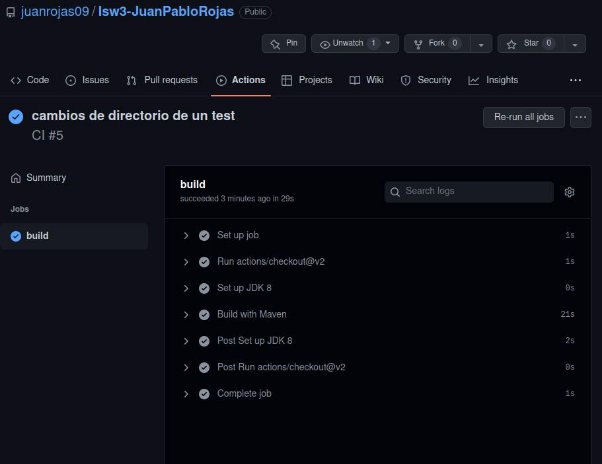 juanrojas09 / lsw3-JuanPabloRojas Public
Pin Unwatch 1 Fork 0 Star 0
Code Issues Pull requests Actions Projects Wiki Security Insights
cambios de directorio de un test
CI #5
Re-run all jobs
Summary
Jobs
build
build
succeeded 3 minutes ago in 29s
Search logs
Set up job 1s
Run actions/checkout@v2 1s
Set up JDK 8 0s
Build with Maven 21s
Post Set up JDK 8 2s
Post Run actions/checkout@v2 0s
Complete job 1s